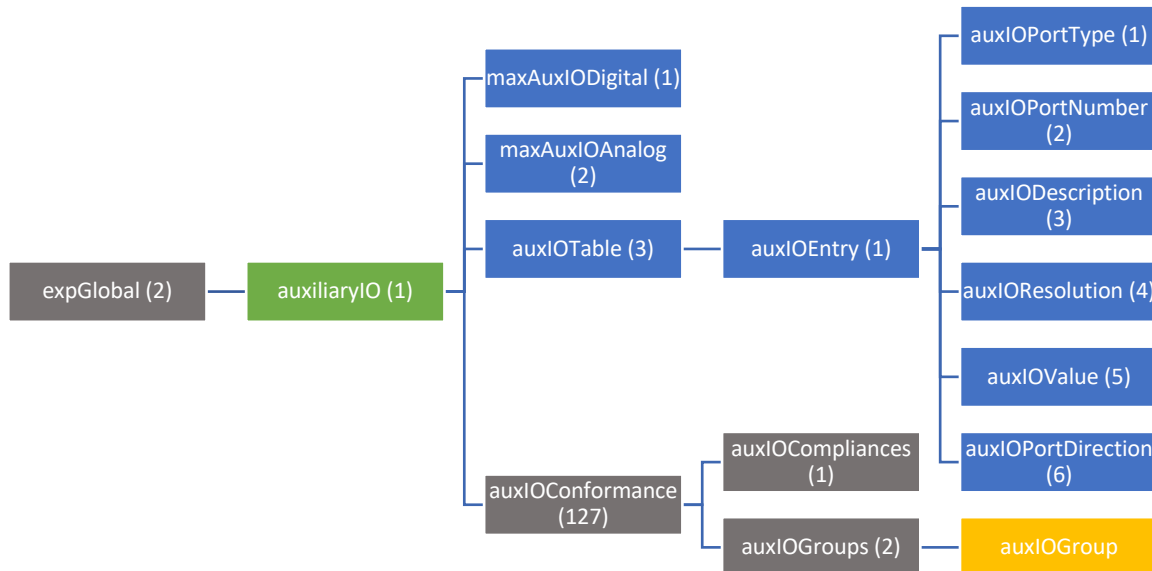 expGlobal (2)
auxiliaryIO (1)
maxAuxIODigital (1)
maxAuxIOAnalog
(2)
auxIOTable (3)
auxIOEntry (1)
auxIOPortType (1)
auxIOPortNumber
(2)
auxIODescription
(3)
auxIOResolution (4)
auxIOValue (5)
auxIOPortDirection
(6)
auxIOConformance
(127)
auxIOCompliances
(1)
auxIOGroups (2)
auxIOGroup